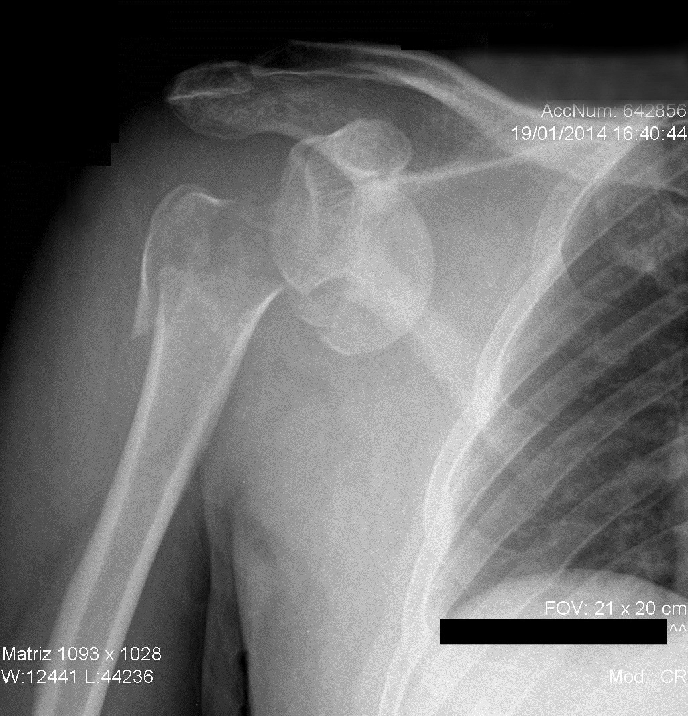 AccNum: 642856
19/01/2014 16:40:44
FOV: 21 x 20 cm
^^
Matriz 1093 x 1028
W:12441 L:44236
Mod.: CR